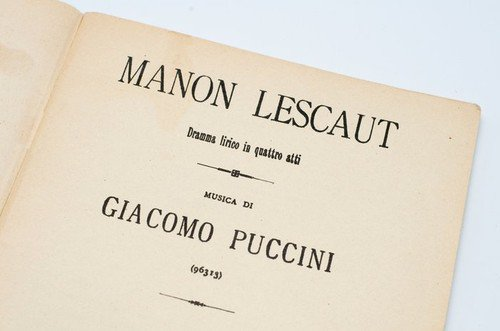 MANON LESCAUT
Dramma lirico in quattro atti
MUSICA DI
GIACOMO PUCCINI
(96313)